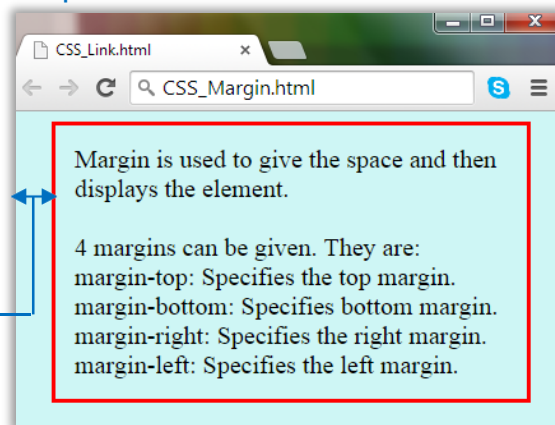 CSS_Link.html
CSS_Margin.html
Margin is used to give the space and then
displays the element.
4 margins can be given. They are:
margin-top: Specifies the top margin.
margin-bottom: Specifies bottom margin.
margin-right: Specifies the right margin.
margin-left: Specifies the left margin.